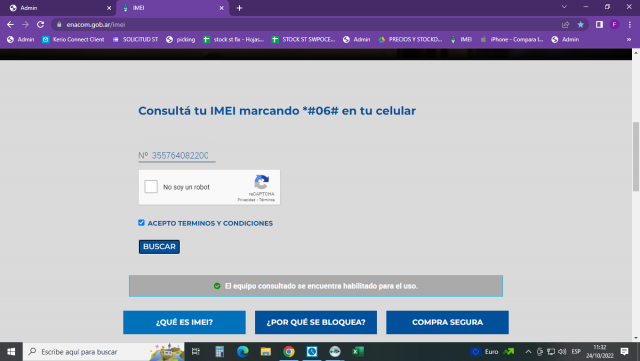 Admin
IMEI
enacom.gob.ar/imei
Admin
Kerio Connect Client
SOLICITUD ST
picking
stock st fix - Hojas...
STOCK ST SWPOCE...
Admin
PRECIOS Y STOCKD...
IMEI
iPhone - Compara l...
Admin
Consultá tu IMEI marcando *#06# en tu celular
Nº 355764082200
No soy un robot
reCAPTCHA
Privacidad - Términos
ACEPTO TERMINOS Y CONDICIONES
BUSCAR
El equipo consultado se encuentra habilitado para el uso.
¿QUÉ ES IMEI?
¿POR QUÉ SE BLOQUEA?
COMPRA SEGURA
Escribe aquí para buscar
Euro
ESP
11:32
24/10/2022